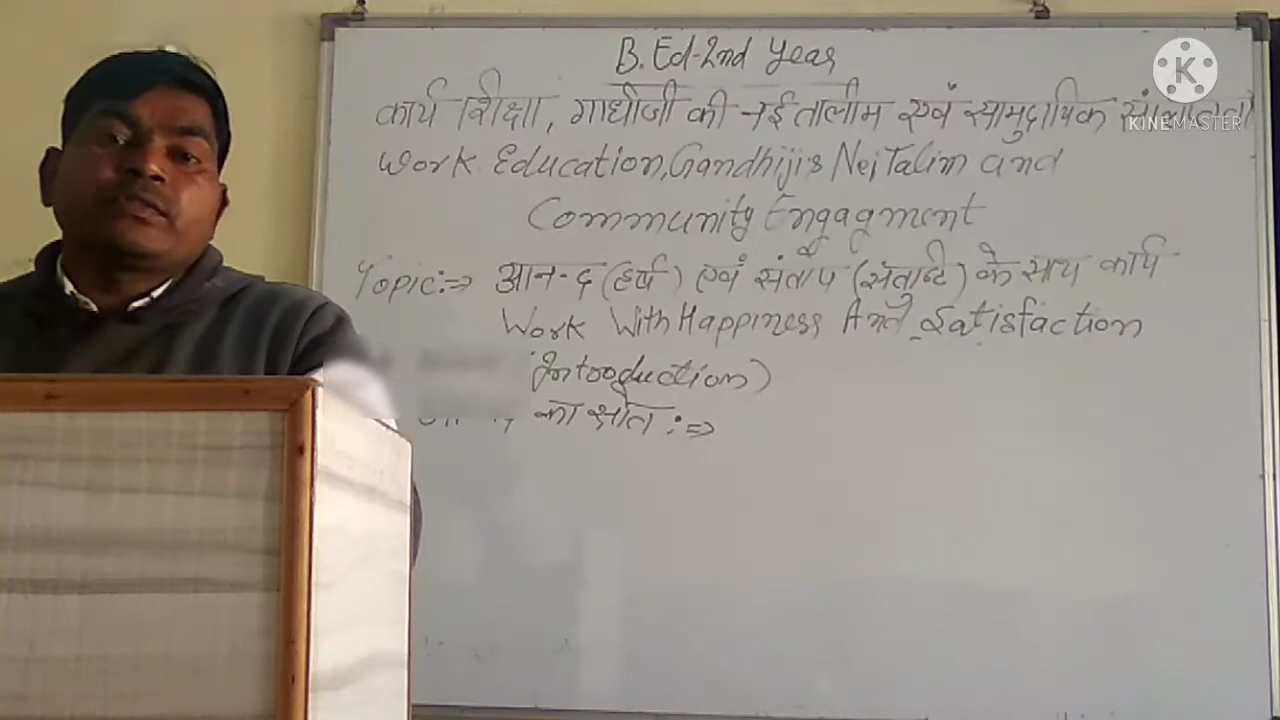 B.Ed-2nd Year
K
कार्य शिक्षा, गाधीजी की नई तालीम एवं सामुदायिक
KINEMASTER
Work Education, Gandhiji's Nei Talim and
Community Engagment
Topic:⇒ आनन्द (हर्ष) एवं संतोष (संतुष्टि) के साथ कार्य
Work With Happiness And Satisfaction
Introduction)
का स्रोत :⇒